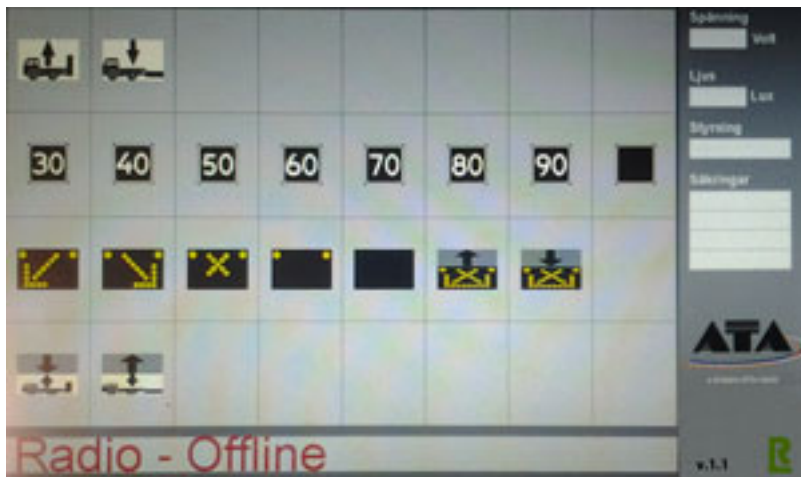 Spänning
Volt
Ljus
Lux
Styrning
30 40 50 60 70 80 90
Säkringar
ATA
Radio - Offline
v.1.1